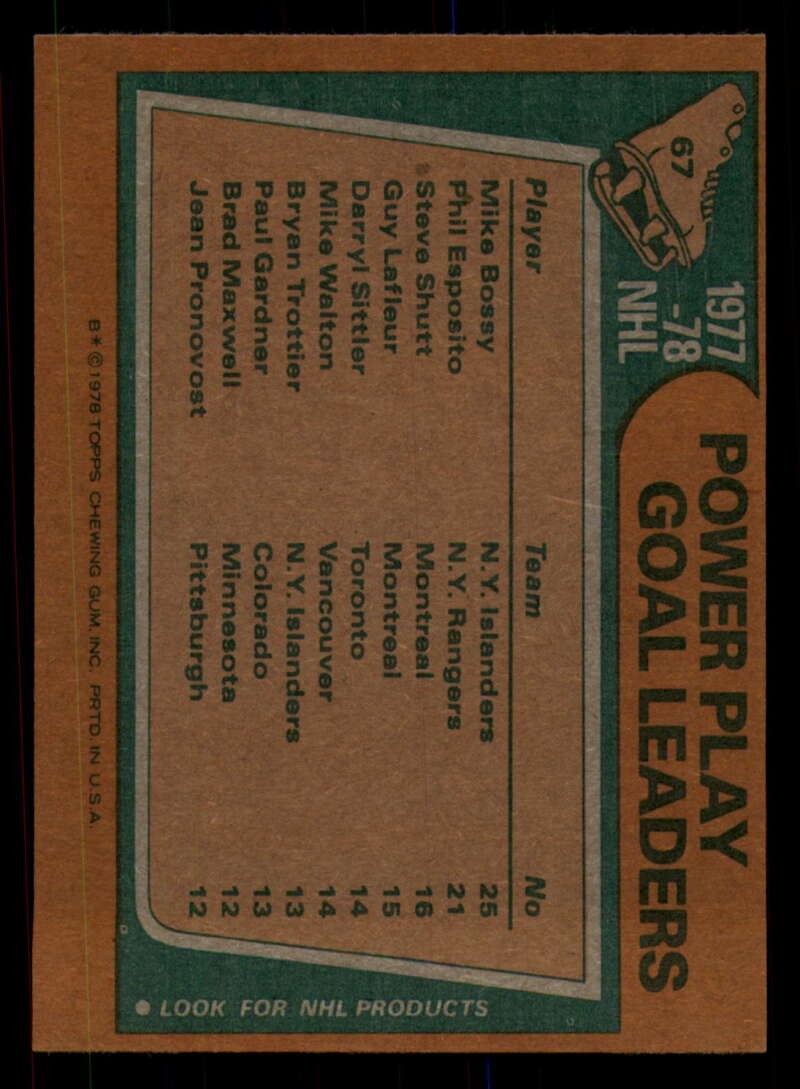 67
1977
-78
NHL
POWER PLAY
GOAL LEADERS
Player Team No
Mike Bossy N.Y. Islanders 25
Phil Esposito N.Y. Rangers 21
Steve Shutt Montreal 16
Guy Lafleur Montreal 15
Darryl Sittler Toronto 14
Mike Walton Vancouver 14
Bryan Trottier N.Y. Islanders 13
Paul Gardner Colorado 13
Brad Maxwell Minnesota 12
Jean Pronovost Pittsburgh 12
B*© 1978 TOPPS CHEWING GUM, INC. PRTD. IN U.S.A.
● LOOK FOR NHL PRODUCTS